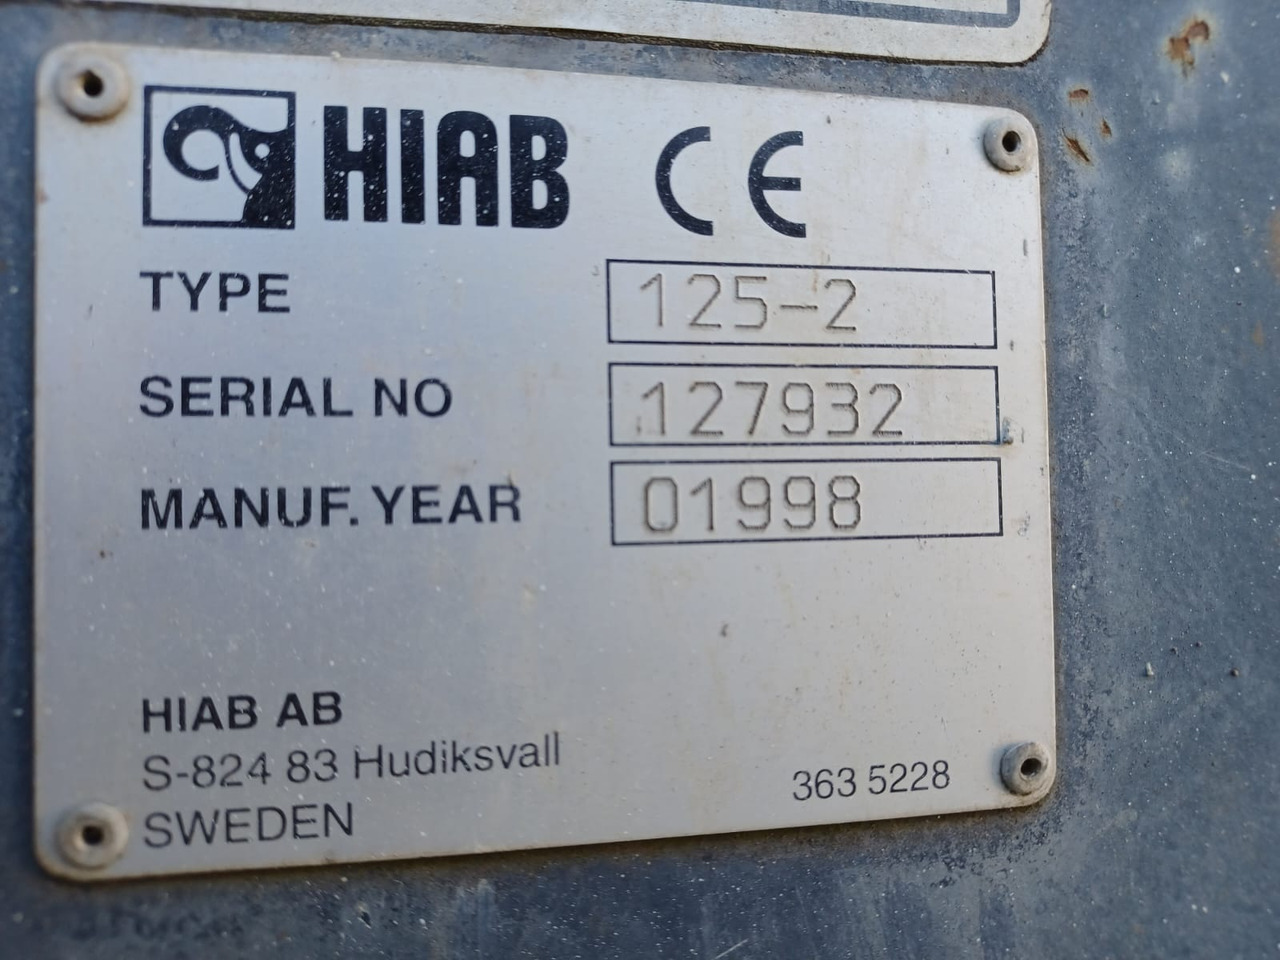 HIAB CE
TYPE 125-2
SERIAL NO 127932
MANUF. YEAR 01998
HIAB AB
S-824 83 Hudiksvall
SWEDEN
363 5228